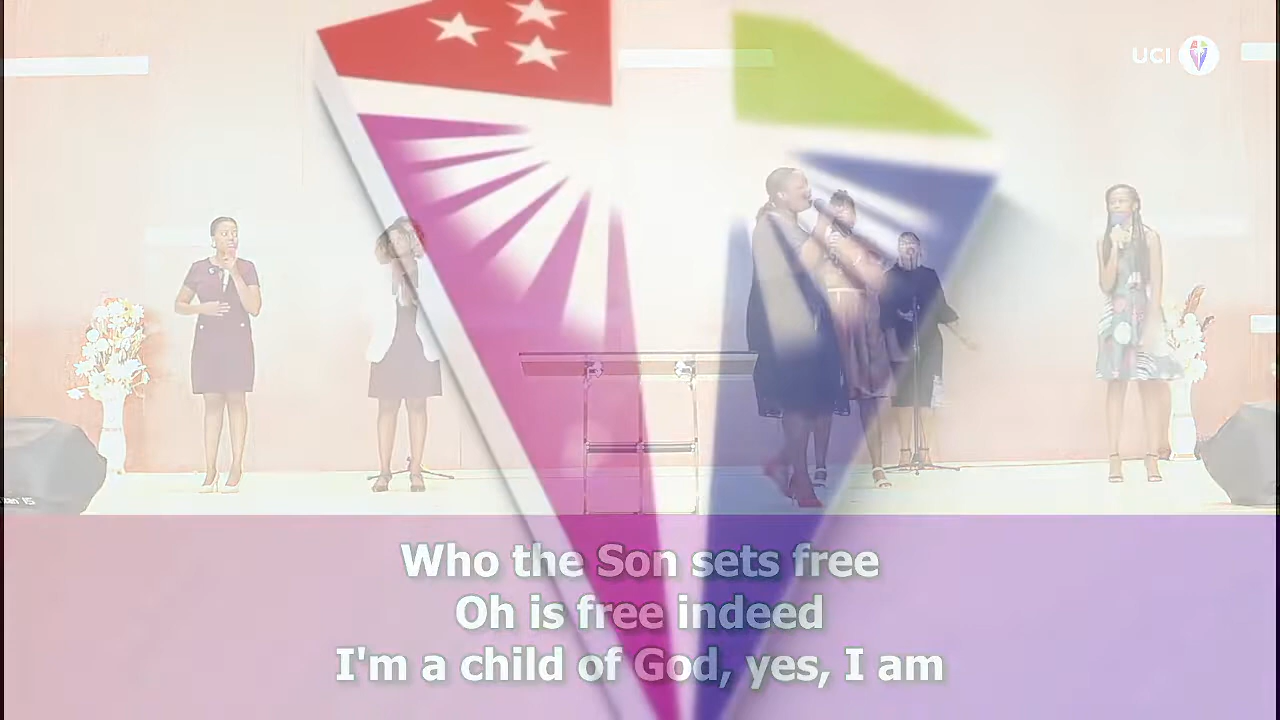 UCI
Who the Son sets free
Oh is free indeed
I'm a child of God, yes, I am